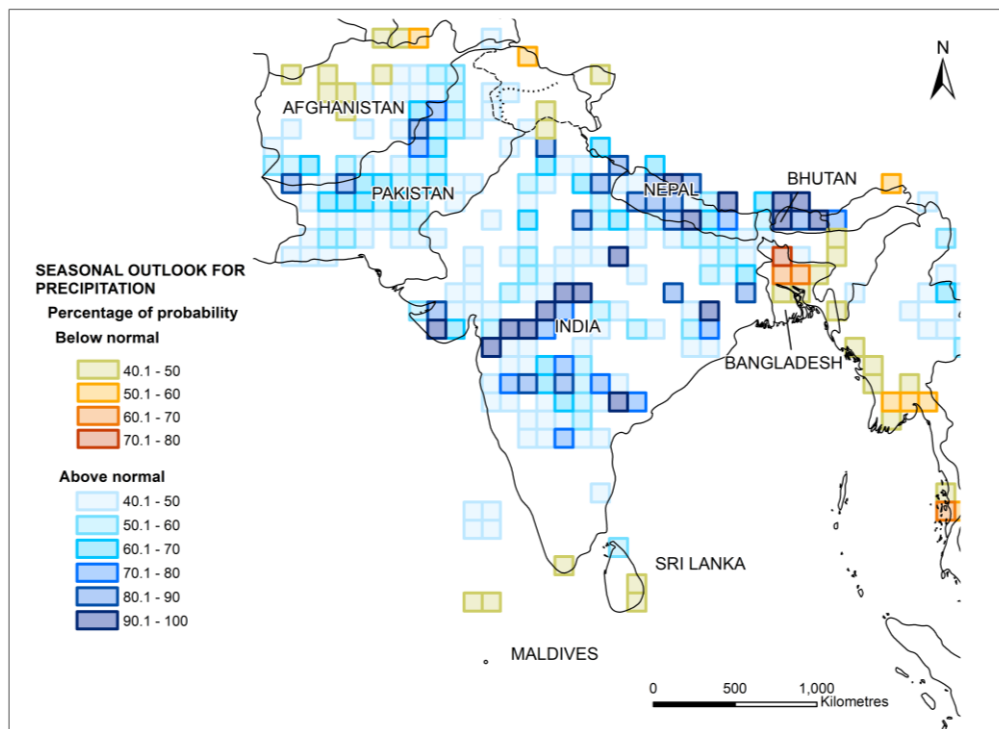 N
AFGHANISTAN
PAKISTAN
NEPAL
BHUTAN
INDIA
BANGLADESH
SRI LANKA
MALDIVES
SEASONAL OUTLOOK FOR
PRECIPITATION
Percentage of probability
Below normal
40.1 - 50
50.1 - 60
60.1 - 70
70.1 - 80
Above normal
40.1 - 50
50.1 - 60
60.1 - 70
70.1 - 80
80.1 - 90
90.1 - 100
0 500 1,000
Kilometres